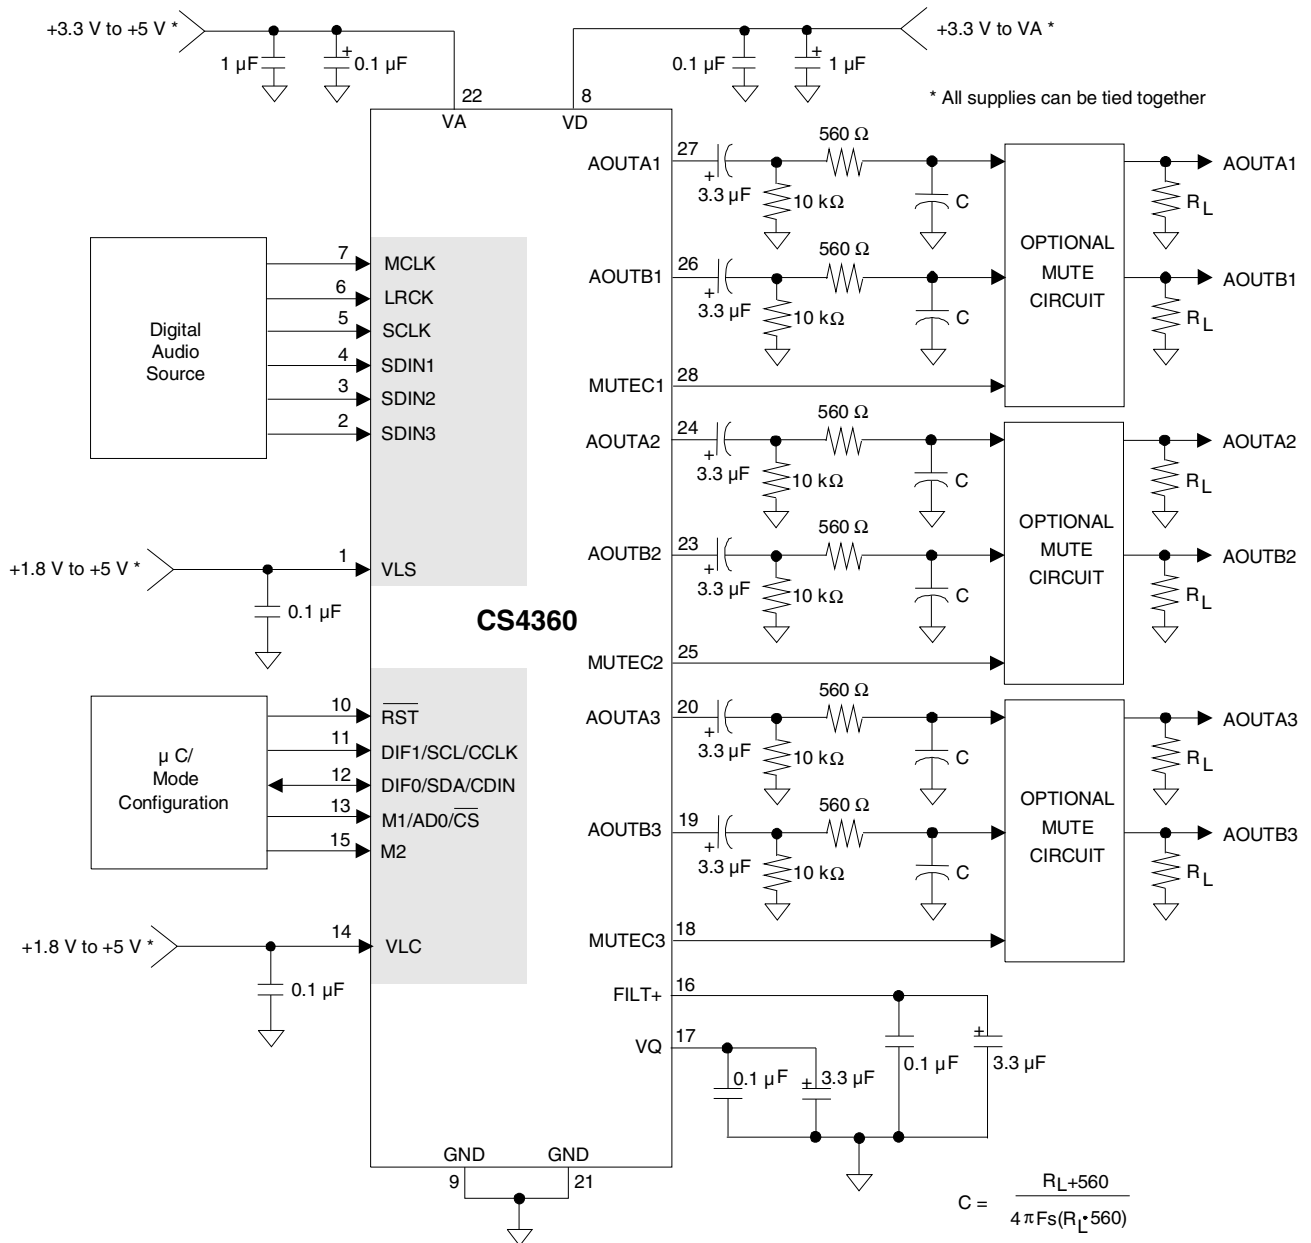 +3.3 V to +5 V *
+3.3 V to VA *
1 µF
+
0.1 µF
0.1 µF
+
1 µF
22
8
* All supplies can be tied together
VA
VD
AOUTA1
27
+
3.3 µF
560 Ω
10 kΩ
C
R L
AOUTA1
AOUTB1
26
+
3.3 µF
560 Ω
10 kΩ
C
R L
AOUTB1
OPTIONAL
MUTE
CIRCUIT
MUTEC1
28
Digital
Audio
Source
7
MCLK
6
LRCK
5
SCLK
4
SDIN1
3
SDIN2
2
SDIN3
AOUTA2
24
+
3.3 µF
560 Ω
10 kΩ
C
R L
AOUTA2
AOUTB2
23
+
3.3 µF
560 Ω
10 kΩ
C
R L
AOUTB2
OPTIONAL
MUTE
CIRCUIT
MUTEC2
25
+1.8 V to +5 V *
1
VLS
0.1 µF
CS4360
µ C/
Mode
Configuration
10
RST
11
DIF1/SCL/CCLK
12
DIF0/SDA/CDIN
13
M1/AD0/CS
15
M2
AOUTA3
20
+
3.3 µF
560 Ω
10 kΩ
C
R L
AOUTA3
AOUTB3
19
+
3.3 µF
560 Ω
10 kΩ
C
R L
AOUTB3
OPTIONAL
MUTE
CIRCUIT
MUTEC3
18
+1.8 V to +5 V *
14
VLC
0.1 µF
FILT+
16
0.1 µF
+
3.3 µF
VQ
17
0.1 µF
+
3.3 µF
GND
GND
9
21
C = RL+560
4πFs(RL•560)